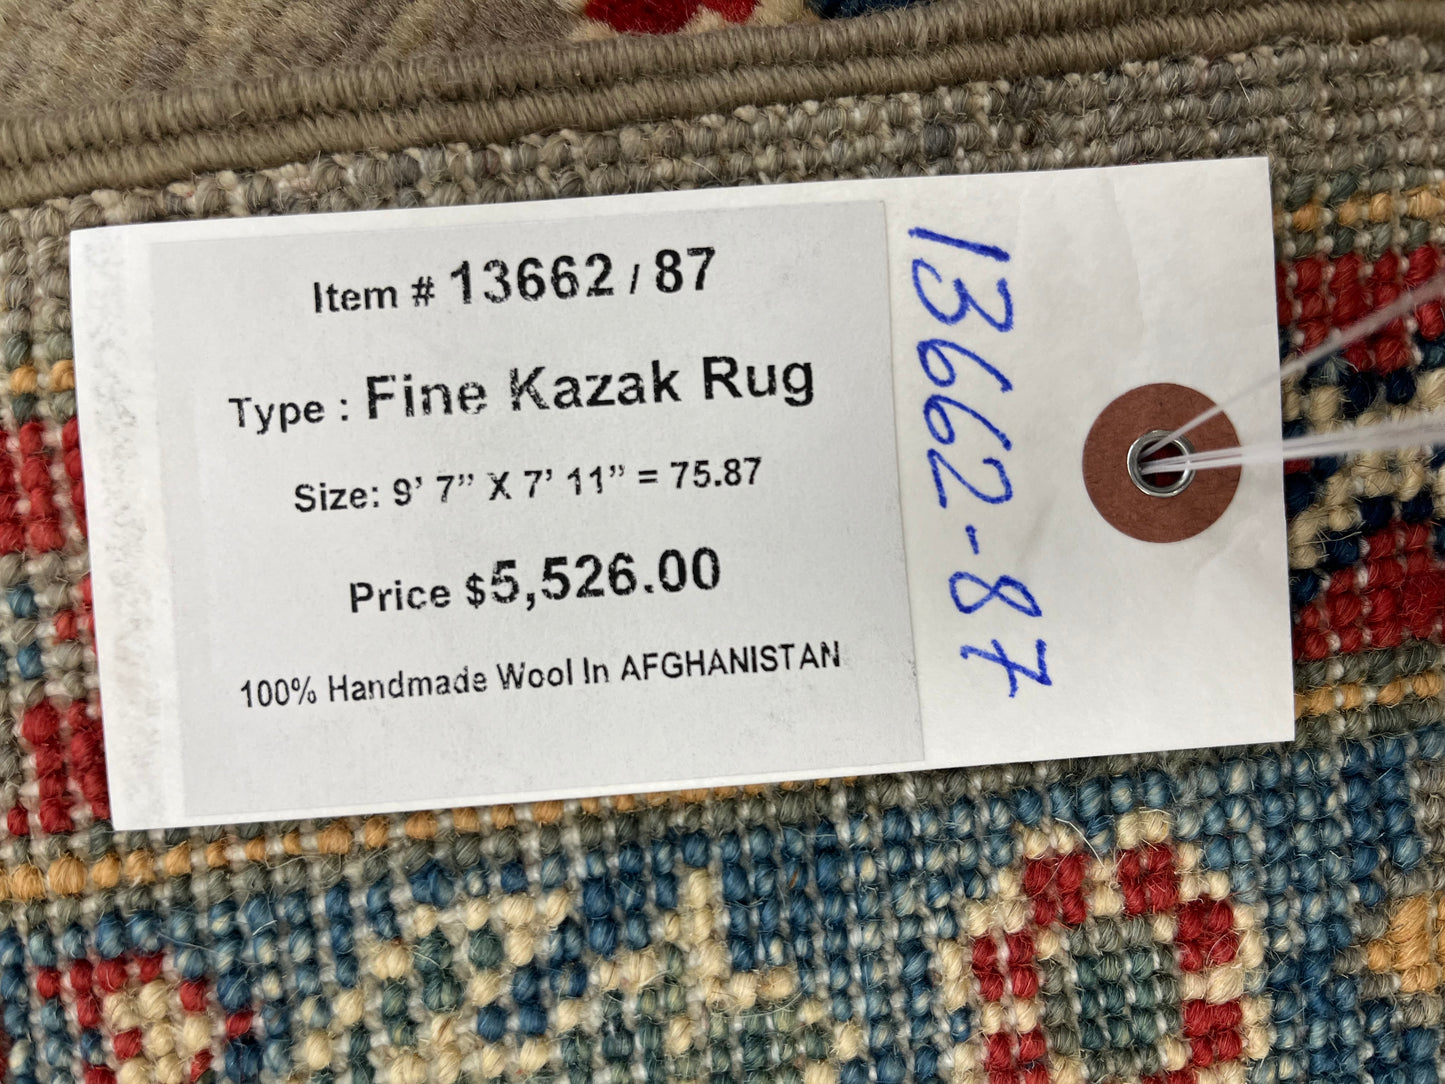 Item # 13662 / 87
Type : Fine Kazak Rug
Size: 9’ 7” X 7’ 11” = 75.87
Price $5,526.00
100% Handmade Wool In AFGHANISTAN
13662-87